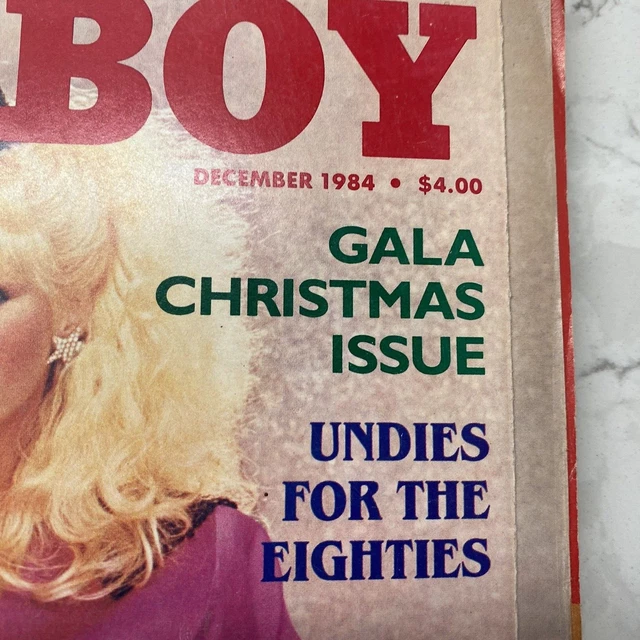 BOY
DECEMBER 1984 • $4.00
GALA
CHRISTMAS
ISSUE
UNDIES
FOR THE
EIGHTIES